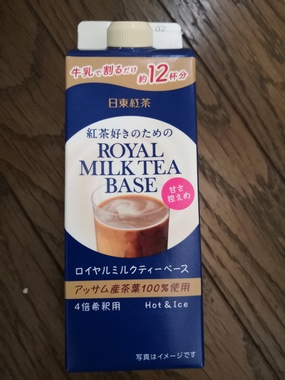 牛乳で割るだけ 約12杯分
日東紅茶
紅茶好きのための
ROYAL
MILK TEA
BASE
甘さ
控えめ
ロイヤルミルクティーベース
アッサム産茶葉100%使用
4倍希釈用 Hot & Ice
写真はイメージです